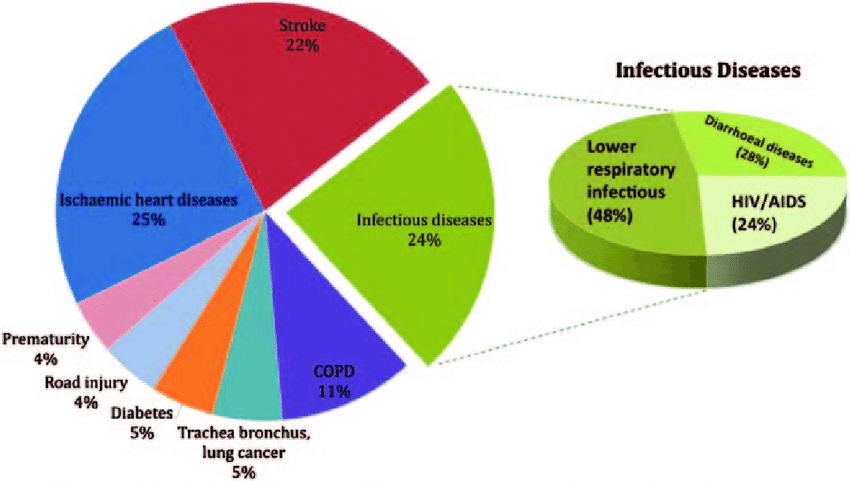 Stroke
22%
Infectious Diseases
Diarrhoeal diseases
(28%)
Lower
respiratory
infectious
(48%)
HIV/AIDS
(24%)
Ischaemic heart diseases
25%
Infectious diseases
24%
Prematurity
4%
Road injury
4%
Diabetes
5%
Trachea bronchus,
lung cancer
5%
COPD
11%